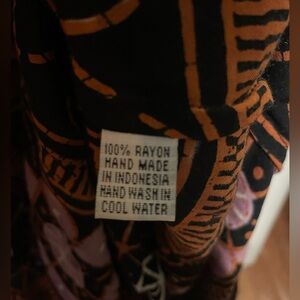 100% RAYON
HAND MADE
IN INDONESIA
HAND WASH IN
COOL WATER